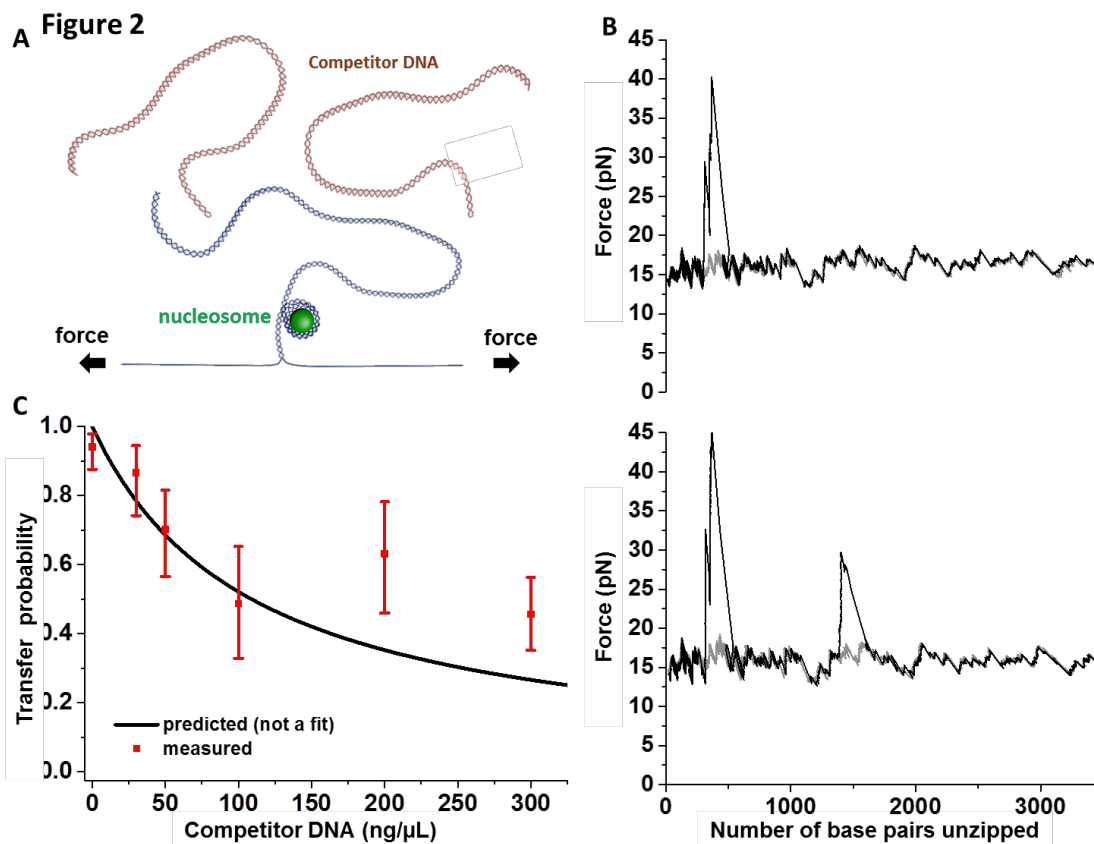 Figure 2
A
Competitor DNA
nucleosome
force
force
B
Force (pN)
45
40
35
30
25
20
15
10
5
0
C
Transfer probability
1.0
0.8
0.6
0.4
0.2
0.0
predicted (not a fit)
measured
0 50 100 150 200 250 300
Competitor DNA (ng/µL)
Force (pN)
45
40
35
30
25
20
15
10
5
0
0 1000 2000 3000
Number of base pairs unzipped